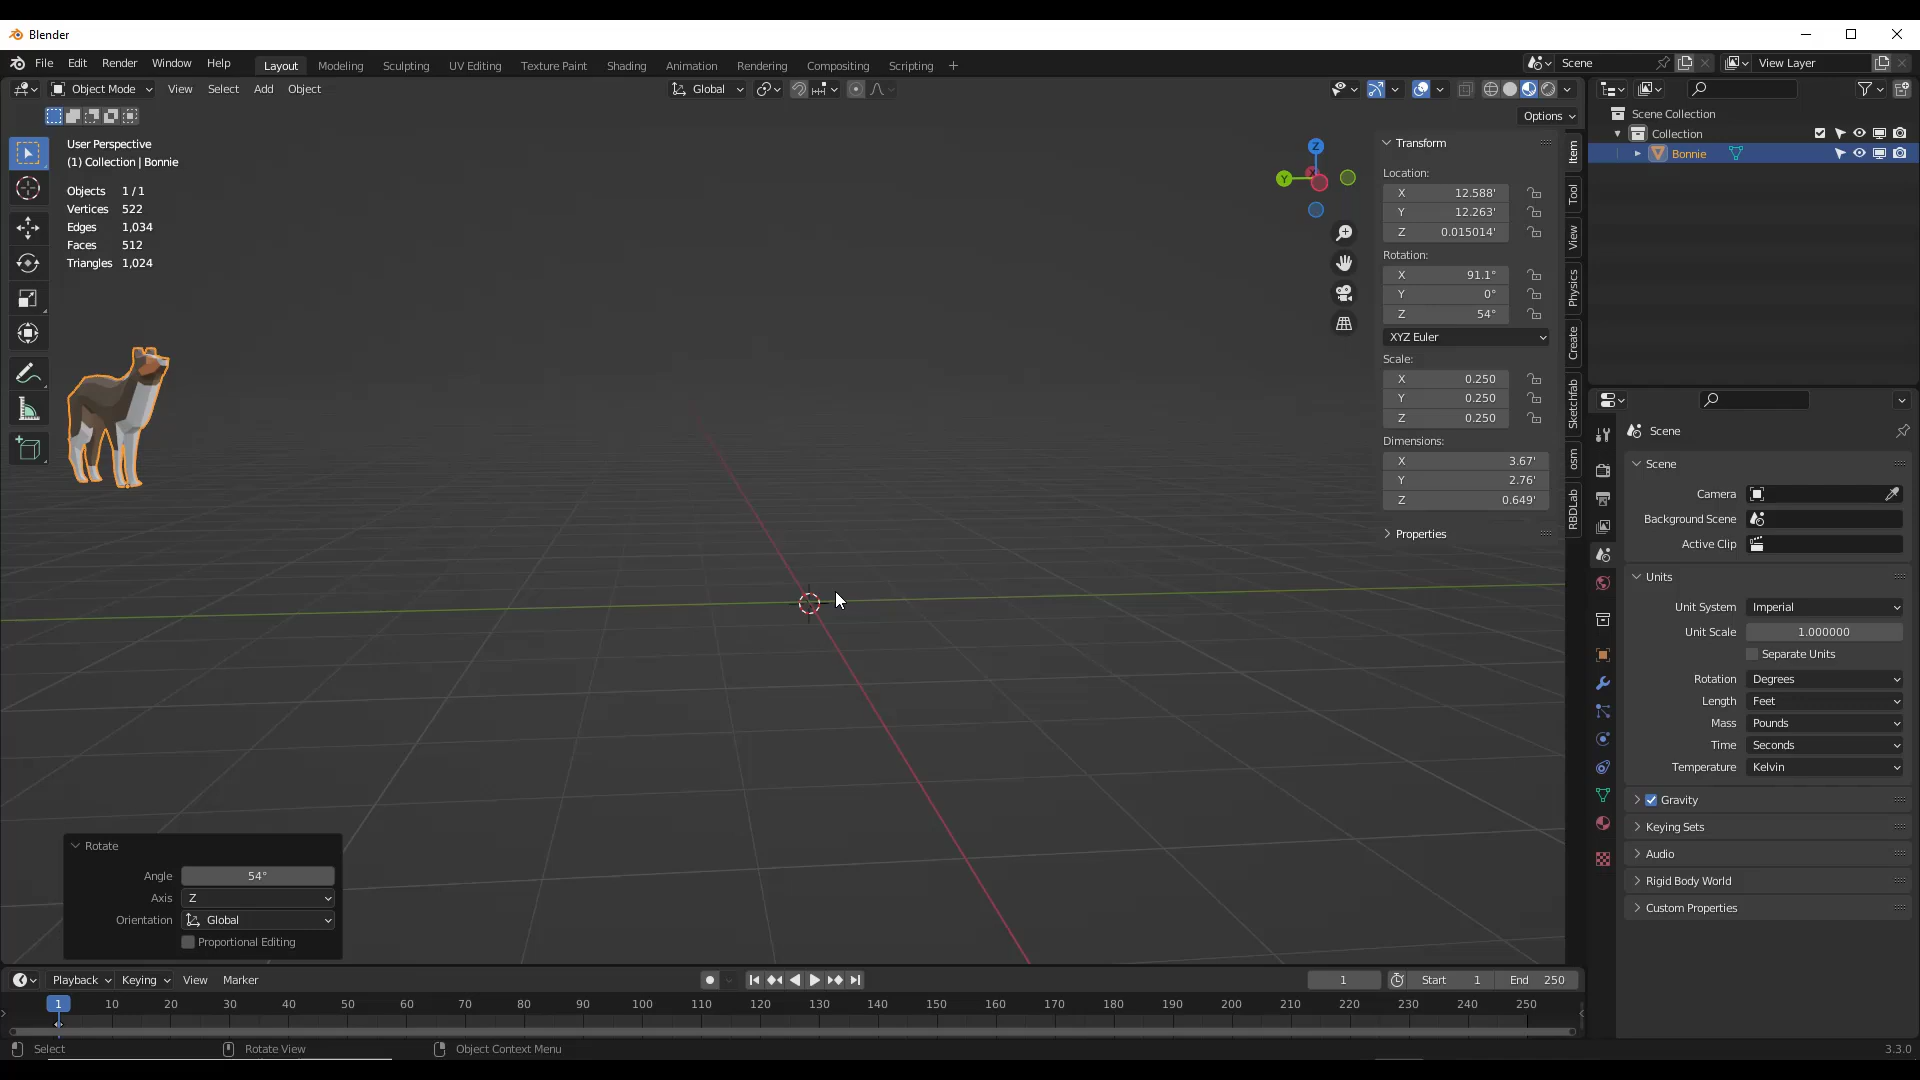 Blender
File Edit Render Window Help Layout Modeling Sculpting UV Editing Texture Paint Shading Animation Rendering Compositing Scripting + Scene View Layer
Object Mode View Select Add Object Global
Options
User Perspective
(1) Collection | Bonnie
Objects 1 / 1
Vertices 522
Edges 1,034
Faces 512
Triangles 1,024
Z
Y
X
Transform
Location:
X 12.588'
Y 12.263'
Z 0.015014'
Rotation:
X 91.1°
Y 0°
Z 54°
XYZ Euler
Scale:
X 0.250
Y 0.250
Z 0.250
Dimensions:
X 3.67'
Y 2.76'
Z 0.649'
Properties
Item
Tool
View
Physics
Create
Sketchfab
osm
RBDLab
Scene Collection
Collection
Bonnie
Scene
Scene
Camera
Background Scene
Active Clip
Units
Unit System Imperial
Unit Scale 1.000000
Separate Units
Rotation Degrees
Length Feet
Mass Pounds
Time Seconds
Temperature Kelvin
Gravity
Keying Sets
Audio
Rigid Body World
Custom Properties
Rotate
Angle 54°
Axis Z
Orientation Global
Proportional Editing
Playback Keying View Marker 1 Start 1 End 250
1 10 20 30 40 50 60 70 80 90 100 110 120 130 140 150 160 170 180 190 200 210 220 230 240 250
Select Rotate View Object Context Menu 3.3.0